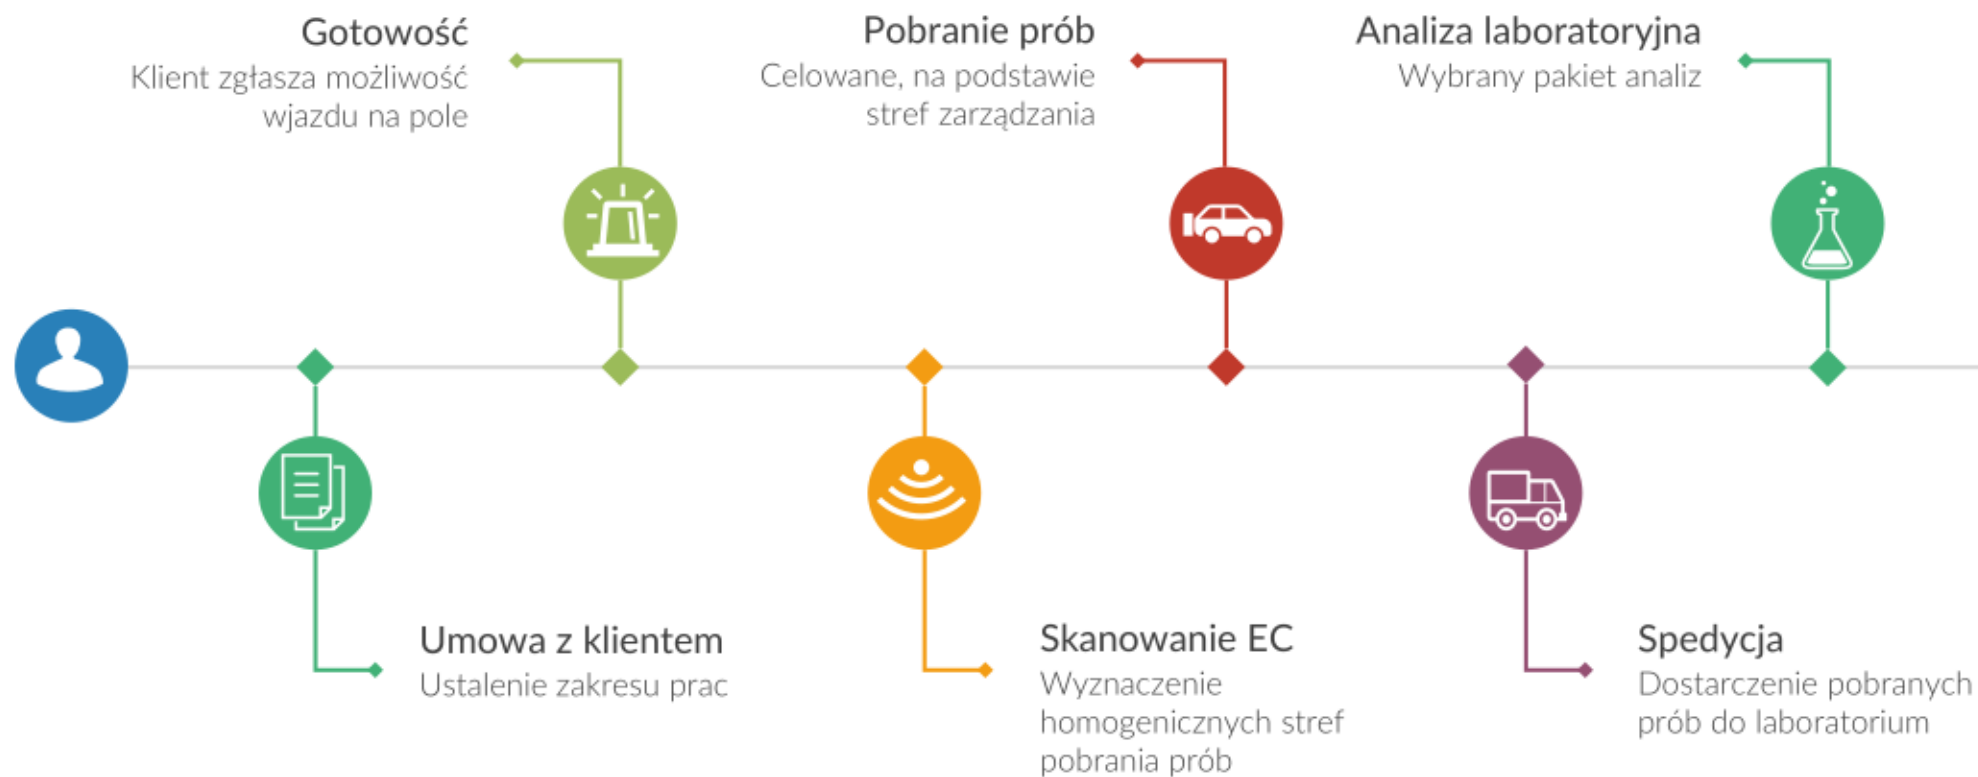 Gotowość
Klient zgłasza możliwość
wjazdu na pole
Pobranie prób
Celowane, na podstawie
stref zarządzania
Analiza laboratoryjna
Wybrany pakiet analiz
Umowa z klientem
Ustalenie zakresu prac
Skanowanie EC
Wyznaczenie
homogenicznych stref
pobrania prób
Spedycja
Dostarczenie pobranych
prób do laboratorium